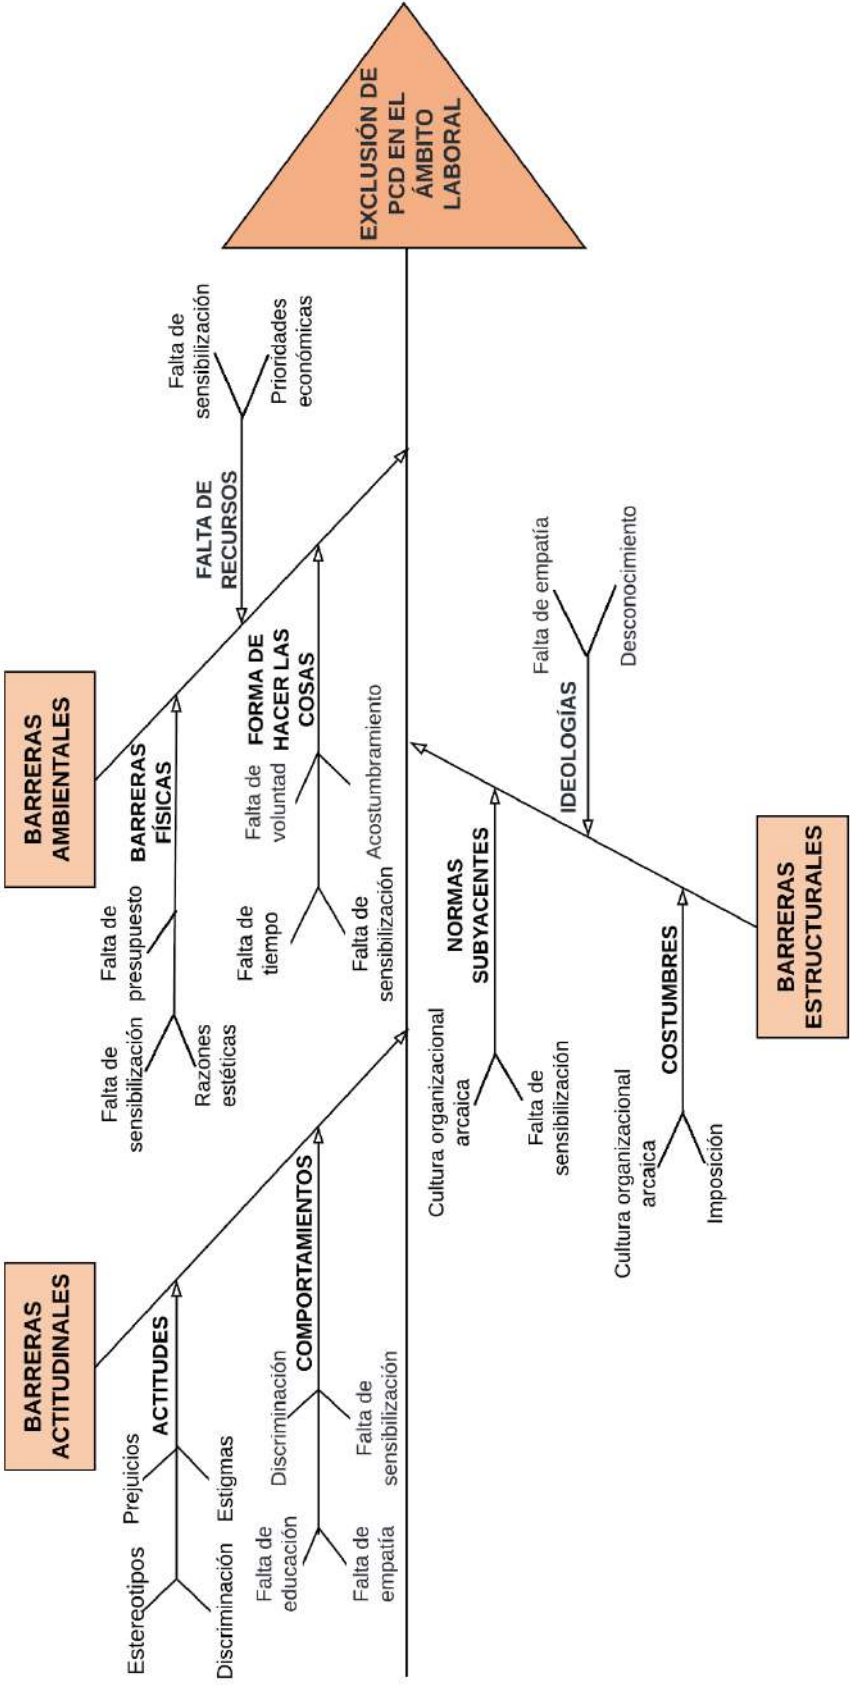 BARRERAS
ACTITUDINALES
Estereotipos
Prejuicios
ACTITUDES
Discriminación
Estigmas
Falta de
educación
Discriminación
COMPORTAMIENTOS
Falta de
empatía
Falta de
sensibilización
BARRERAS
AMBIENTALES
Falta de
sensibilización
Falta de
presupuesto
BARRERAS
FÍSICAS
Razones
estéticas
FALTA DE
RECURSOS
Falta de
sensibilización
Prioridades
económicas
Falta de
tiempo
Falta de
voluntad
FORMA DE
HACER LAS
COSAS
Falta de
sensibilización
Acostumbramiento
EXCLUSIÓN DE
PCD EN EL
ÁMBITO
LABORAL
Cultura organizacional
arcaica
NORMAS
SUBYACENTES
Falta de
sensibilización
IDEOLOGÍAS
Falta de empatía
Desconocimiento
Cultura organizacional
arcaica
COSTUMBRES
Imposición
BARRERAS
ESTRUCTURALES